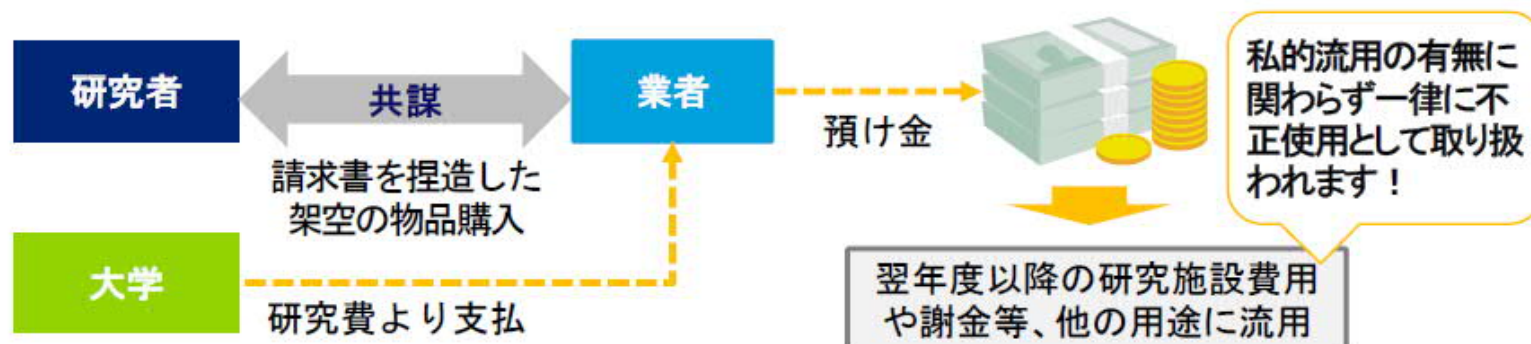 研究者
共謀
業者
預け金
私的流用の有無に
関わらず一律に不
正使用として取り扱
われます！
請求書を捏造した
架空の物品購入
大学
研究費より支払
翌年度以降の研究施設費用
や謝金等、他の用途に流用